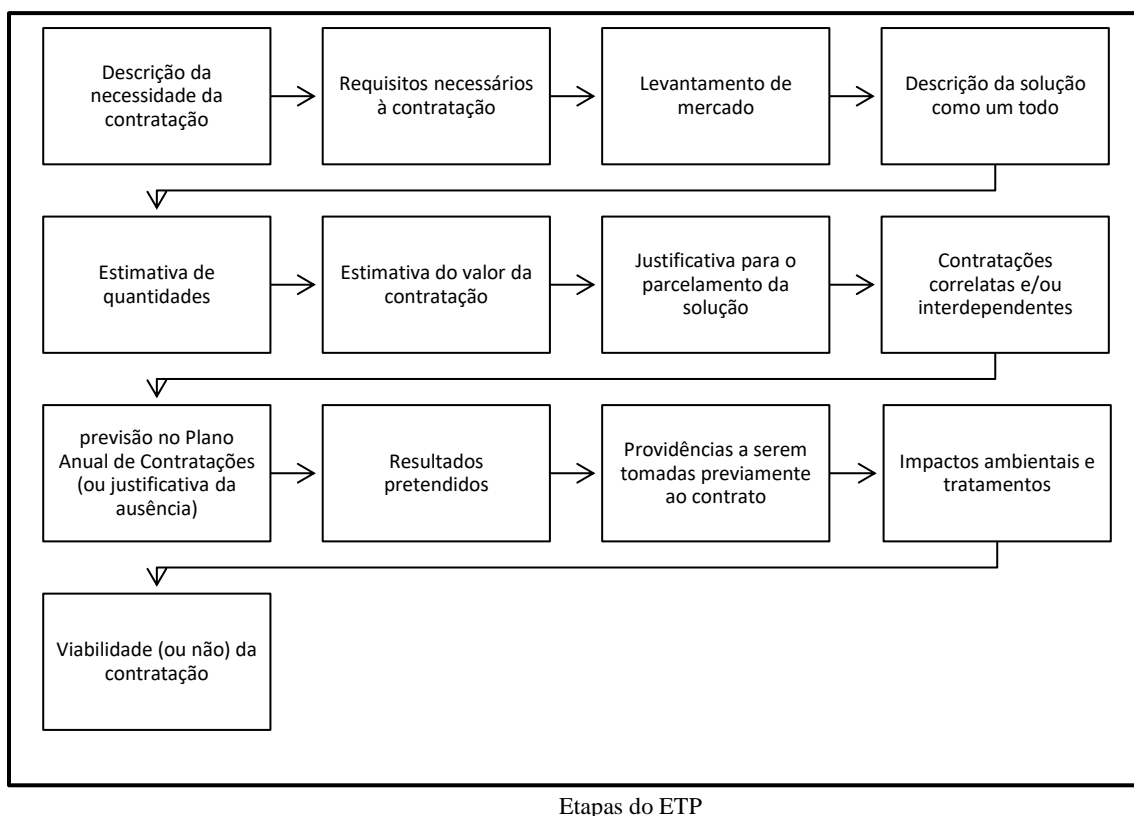 Descrição da
necessidade da
contratação
Requisitos necessários
à contratação
Levantamento de
mercado
Descrição da solução
como um todo
Estimativa de
quantidades
Estimativa do valor da
contratação
Justificativa para o
parcelamento da
solução
Contratações
correlatas e/ou
interdependentes
previsão no Plano
Anual de Contratações
(ou justificativa da
ausência)
Resultados
pretendidos
Providências a serem
tomadas previamente
ao contrato
Impactos ambientais e
tratamentos
Viabilidade (ou não) da
contratação
Etapas do ETP